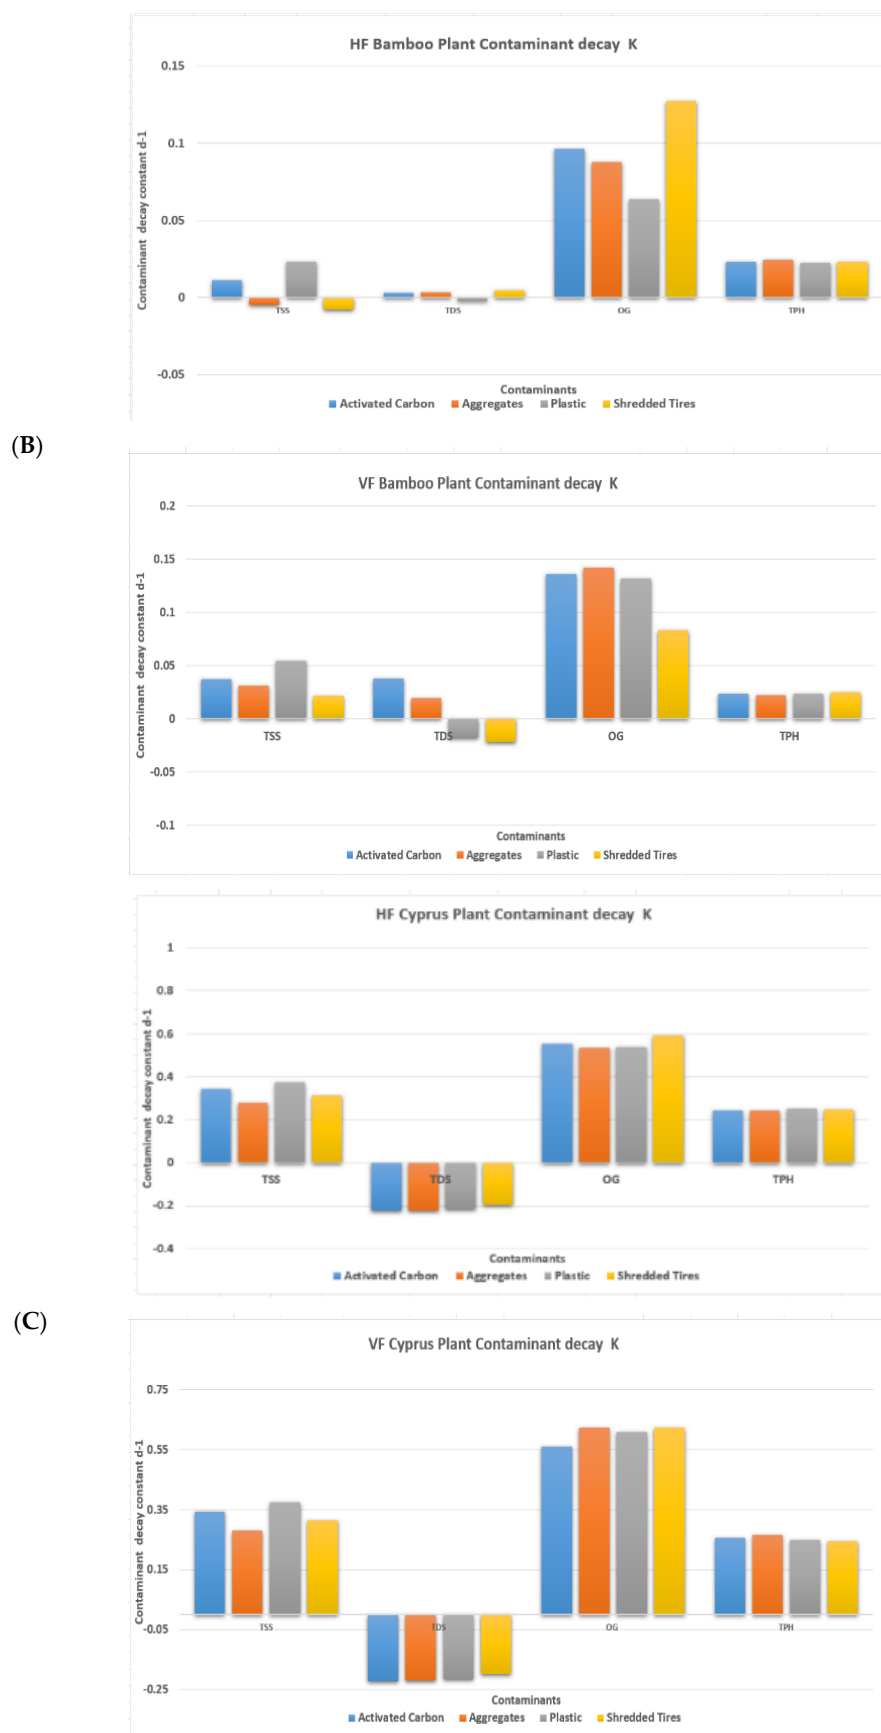 HF Bamboo Plant Contaminant decay K
Contaminant decay constant d-1
0.15
0.1
0.05
0
-0.05
TSS TDS OG TPH
Contaminants
Activated Carbon Aggregates Plastic Shredded Tires
(B)
VF Bamboo Plant Contaminant decay K
Contaminant decay constant d-1
0.2
0.15
0.1
0.05
0
-0.05
-0.1
TSS TDS OG TPH
Contaminants
Activated Carbon Aggregates Plastic Shredded Tires
HF Cyprus Plant Contaminant decay K
Contaminant decay constant d-1
1
0.8
0.6
0.4
0.2
0
-0.2
-0.4
TSS TDS OG TPH
Contaminants
Activated Carbon Aggregates Plastic Shredded Tires
(C)
VF Cyprus Plant Contaminant decay K
Contaminant decay constant d-1
0.75
0.55
0.35
0.15
-0.05
-0.25
TSS TDS OG TPH
Contaminants
Activated Carbon Aggregates Plastic Shredded Tires